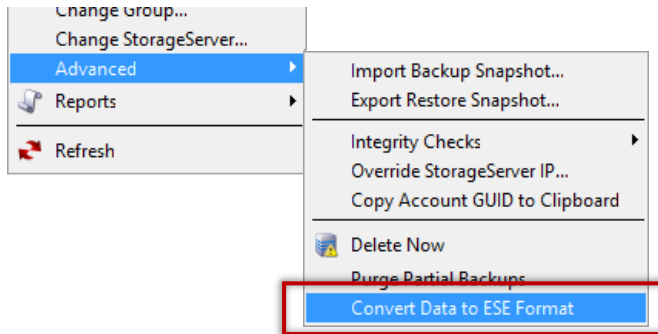 Change Group...
Change StorageServer...
Advanced
Reports
Refresh
Import Backup Snapshot...
Export Restore Snapshot...
Integrity Checks
Override StorageServer IP...
Copy Account GUID to Clipboard
Delete Now
Purge Partial Backups
Convert Data to ESE Format